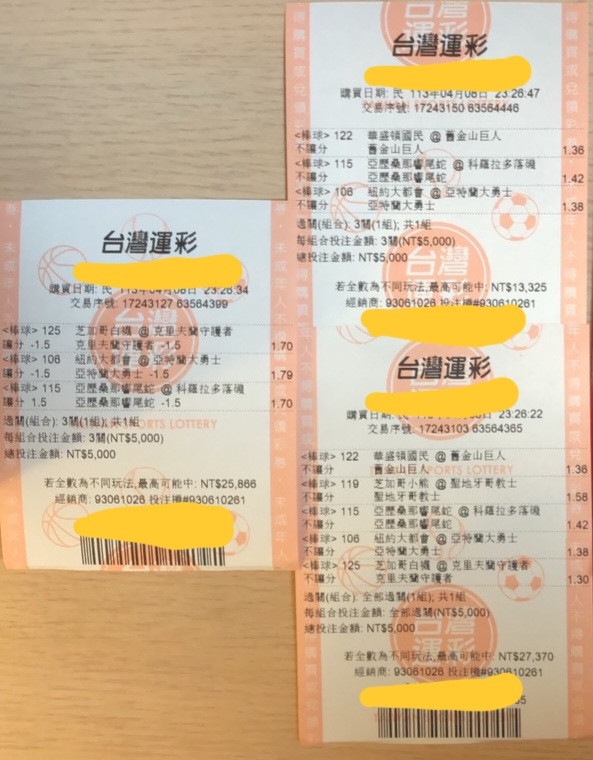 台灣運彩
購買日期: 民 113年04月08日 23:26:34
交易序號: 17243127 63564399
<棒球> 125 芝加哥白襪 @ 克里夫蘭守護者
讓分 -1.5 克里夫蘭守護者 -1.5 1.70
<棒球> 106 紐約大都會 @ 亞特蘭大勇士
讓分 -1.5 亞特蘭大勇士 -1.5 1.79
<棒球> 115 亞歷桑那響尾蛇 @ 科羅拉多落磯
讓分 1.5 亞歷桑那響尾蛇 -1.5 1.70
過關(組合): 3關(1組); 共1組
每組合投注金額: 3關(NT$5,000)
總投注金額: NT$5,000
若全數為不同玩法,最高可能中: NT$25,866
經銷商: 93061026 投注機#930610261
台灣運彩
購買日期: 民 113年04月08日 23:26:47
交易序號: 17243150 63564446
<棒球> 122 華盛頓國民 @ 舊金山巨人
不讓分 舊金山巨人 1.36
<棒球> 115 亞歷桑那響尾蛇 @ 科羅拉多落磯
不讓分 亞歷桑那響尾蛇 1.42
<棒球> 106 紐約大都會 @ 亞特蘭大勇士
不讓分 亞特蘭大勇士 1.38
過關(組合): 3關(1組); 共1組
每組合投注金額: 3關(NT$5,000)
總投注金額: NT$5,000
若全數為不同玩法,最高可能中: NT$13,325
經銷商: 93061026 投注機#930610261
台灣運彩
購買日期: 民 23:26:22
交易序號: 17243103 63564365
<棒球> 122 華盛頓國民 @ 舊金山巨人
不讓分 舊金山巨人 1.36
<棒球> 119 芝加哥小熊 @ 聖地牙哥教士
不讓分 聖地牙哥教士 1.58
<棒球> 115 亞歷桑那響尾蛇 @ 科羅拉多落磯
不讓分 亞歷桑那響尾蛇 1.42
<棒球> 106 紐約大都會 @ 亞特蘭大勇士
不讓分 亞特蘭大勇士 1.38
<棒球> 125 芝加哥白襪 @ 克里夫蘭守護者
不讓分 克里夫蘭守護者 1.30
過關(組合): 全部過關(1組); 共1組
每組合投注金額: 全部過關(NT$5,000)
總投注金額: NT$5,000
若全數為不同玩法,最高可能中: NT$27,370
經銷商: 93061026 投注機#930610261